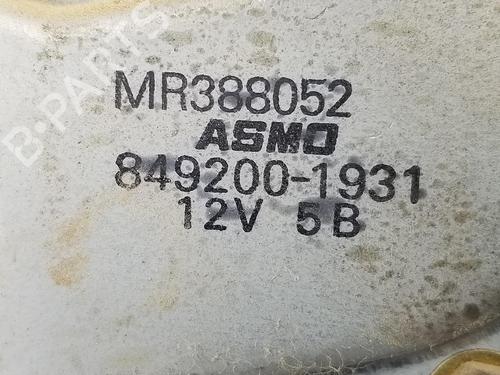 B-PARTS
MR388052
ASMO
849200-1931
12V 5B